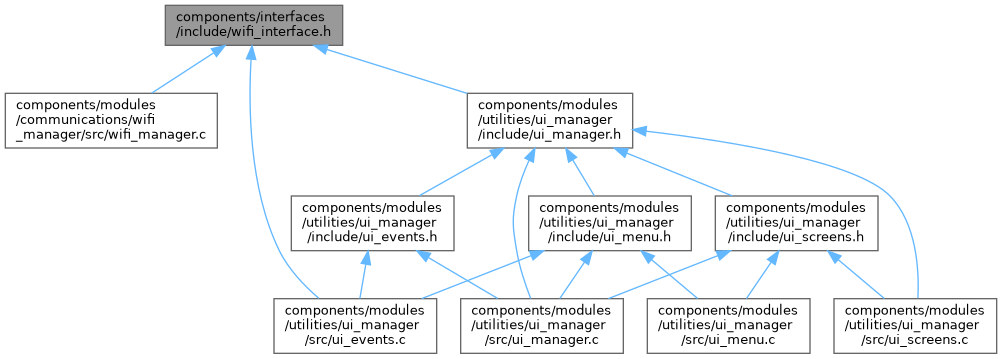 components/interfaces
/include/wifi_interface.h
components/modules
/communications/wifi
_manager/src/wifi_manager.c
components/modules
/utilities/ui_manager
/include/ui_manager.h
components/modules
/utilities/ui_manager
/include/ui_events.h
components/modules
/utilities/ui_manager
/include/ui_menu.h
components/modules
/utilities/ui_manager
/include/ui_screens.h
components/modules
/utilities/ui_manager
/src/ui_events.c
components/modules
/utilities/ui_manager
/src/ui_manager.c
components/modules
/utilities/ui_manager
/src/ui_menu.c
components/modules
/utilities/ui_manager
/src/ui_screens.c